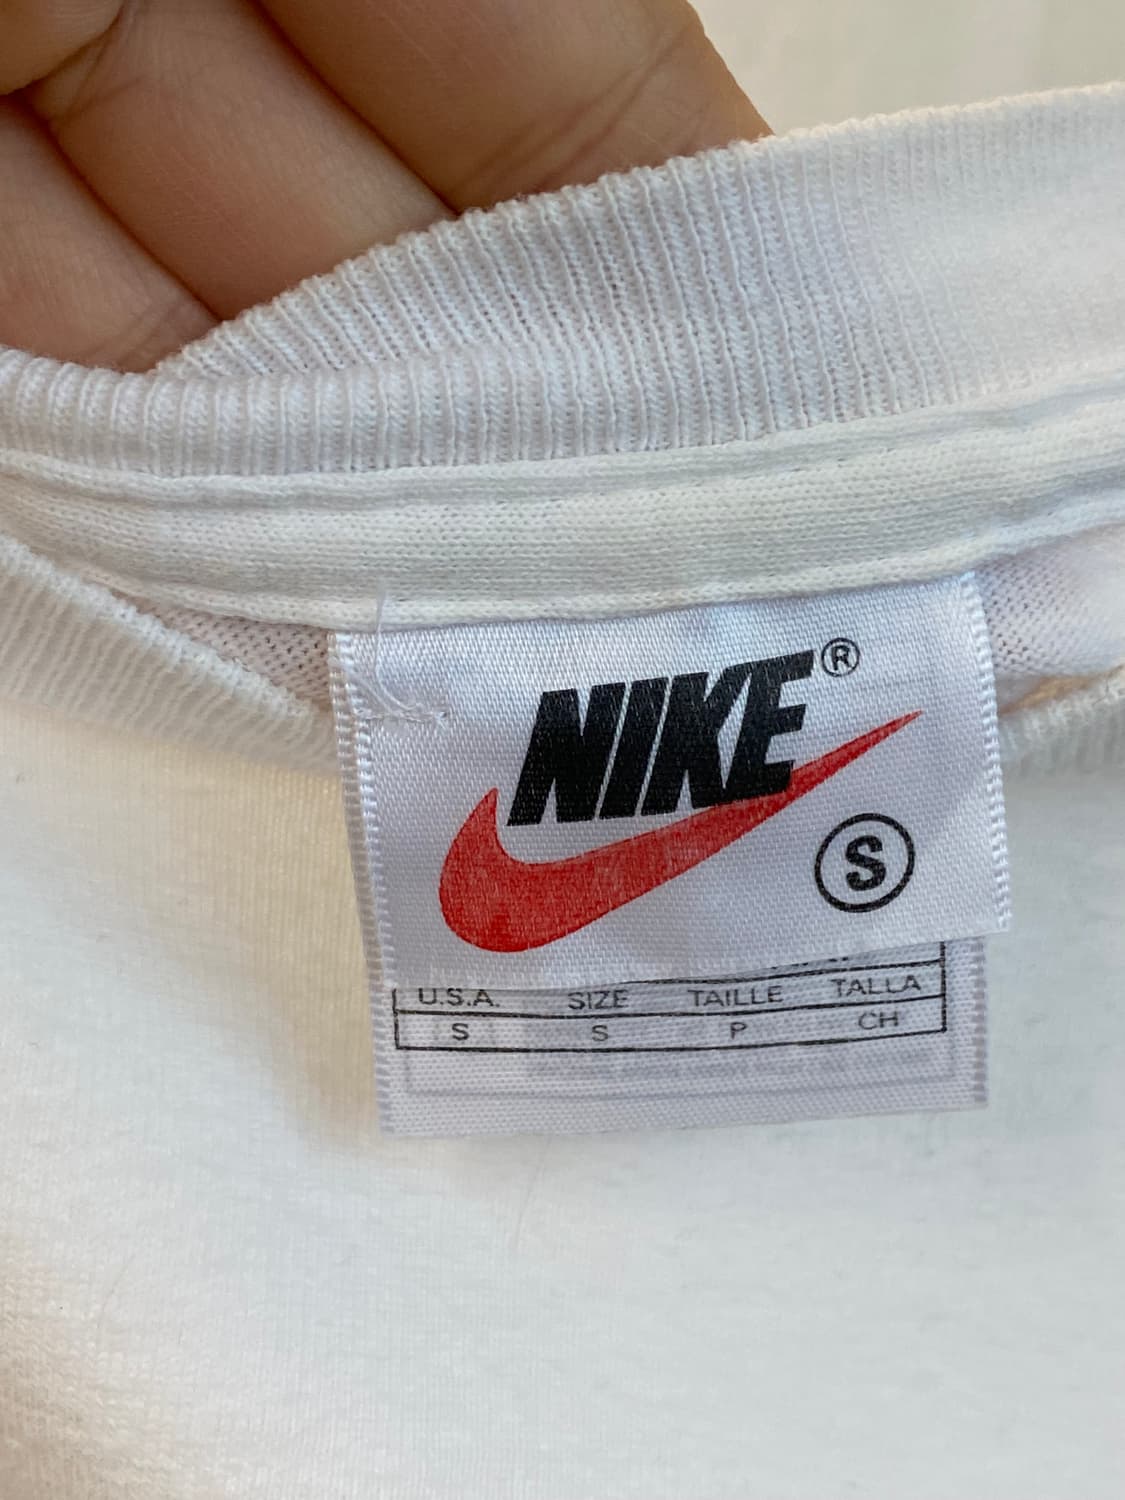 NIKE®
S
U.S.A. SIZE TAILLE TALLA
S S P CH